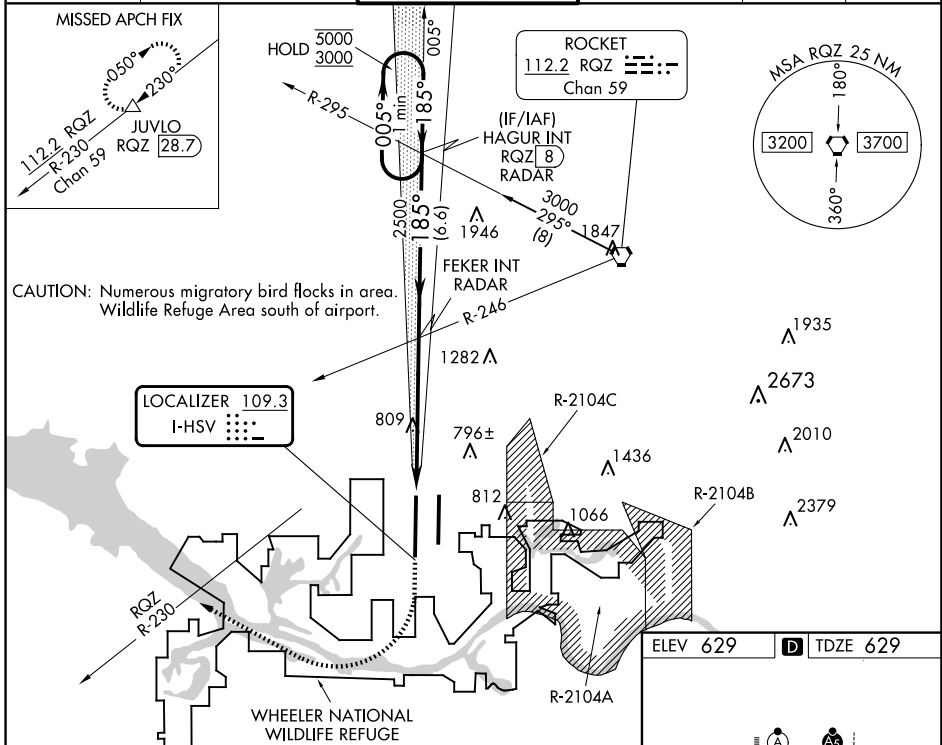 MISSED APCH FIX
050°
230°
JUVLO
RQZ 28.7
112.2 RQZ
R-230
Chan 59
HOLD 5000
3000
005°
R-295
005°
1 min
185°
ROCKET
112.2 RQZ
Chan 59
(IF/IAF)
HAGUR INT
RQZ 8
RADAR
MSA RQZ 25 NM
180°
3200
3700
360°
3000
295°
(8)
2500
185°
(6.6)
1946
1847
FEKER INT
RADAR
R-246
CAUTION: Numerous migratory bird flocks in area.
Wildlife Refuge Area south of airport.
1282
1935
2673
LOCALIZER 109.3
I-HSV
809
796±
R-2104C
1436
2010
812
1066
R-2104B
2379
RQZ
R-230
R-2104A
WHEELER NATIONAL
WILDLIFE REFUGE
ELEV 629
D
TDZE 629
A
A5